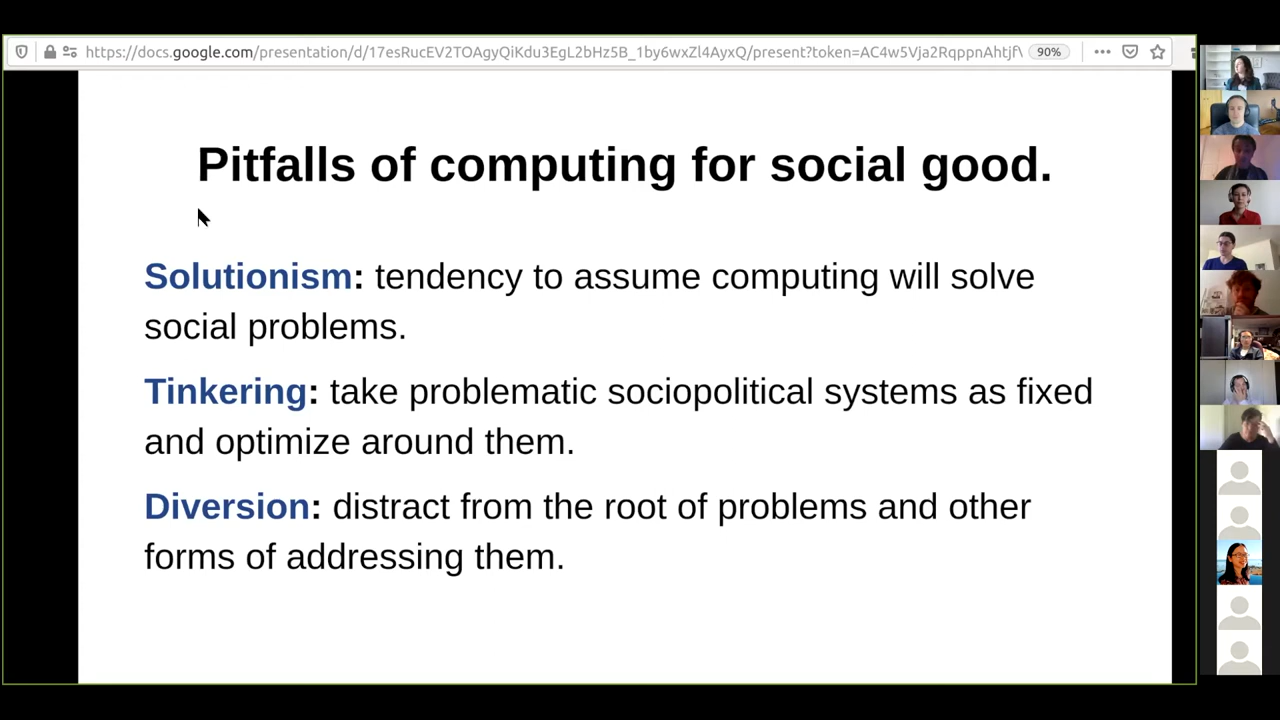 https://docs.google.com/presentation/d/17esRucEV2TOAgvOiKdu3EgL2bHz5B_1by6wxZl4AyxQ/present?token=AC4w5Vja2RqppnAhtjf\
90%
Pitfalls of computing for social good.
Solutionism: tendency to assume computing will solve
social problems.
Tinkering: take problematic sociopolitical systems as fixed
and optimize around them.
Diversion: distract from the root of problems and other
forms of addressing them.